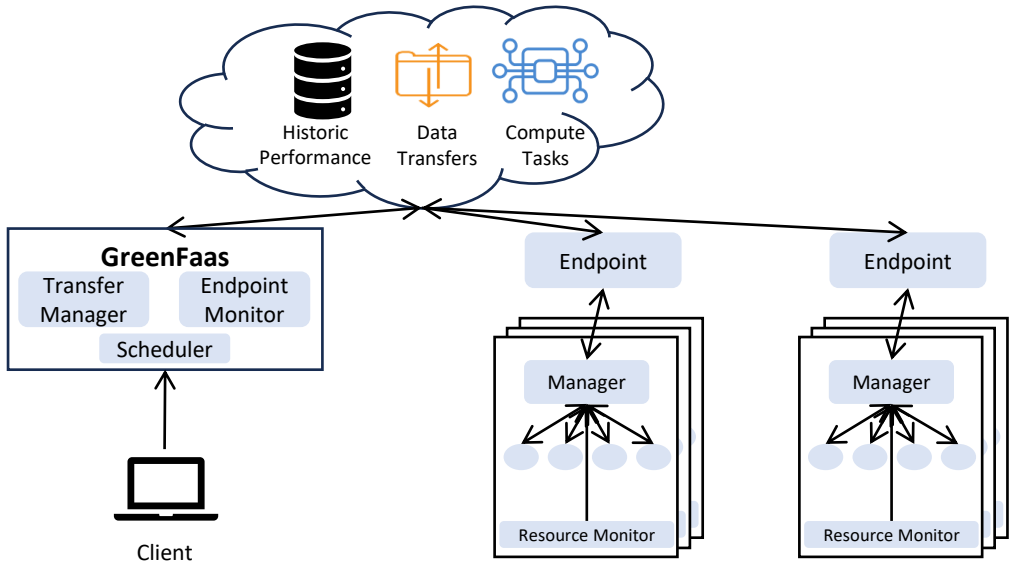 Historic
Performance
Data
Transfers
Compute
Tasks
GreenFaas
Transfer
Manager
Endpoint
Monitor
Scheduler
Client
Endpoint
Manager
Resource Monitor
Endpoint
Manager
Resource Monitor